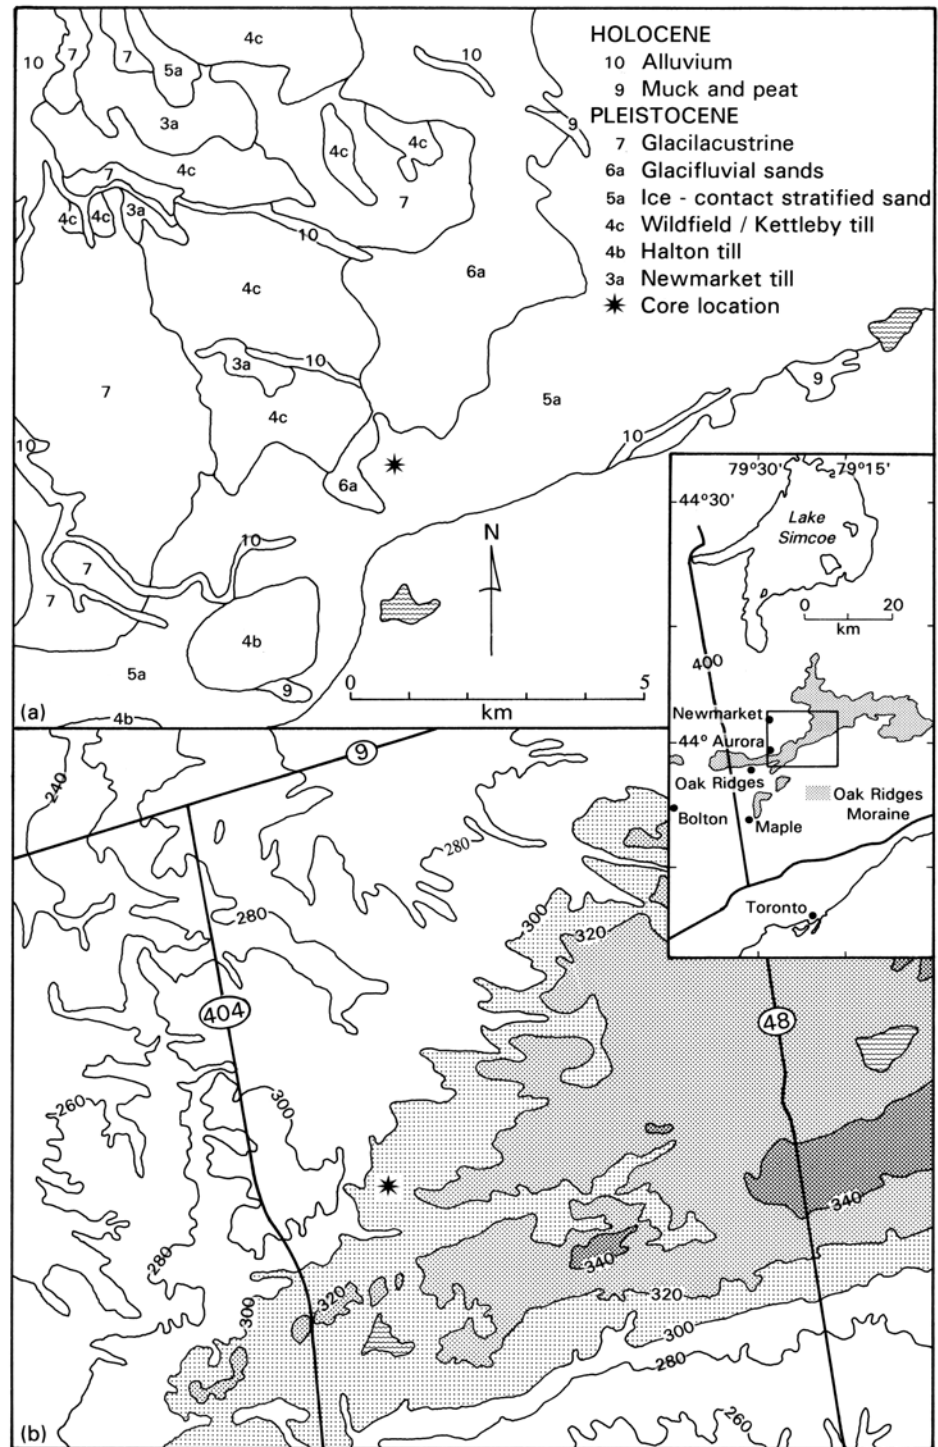 4c
10
7
7
5a
10
HOLOCENE
10 Alluvium
9 Muck and peat
PLEISTOCENE
7 Glacilacustrine
6a Glacifluvial sands
5a Ice - contact stratified sand
4c Wildfield / Kettleby till
4b Halton till
3a Newmarket till
Core location
3a
4c
4c
9
4c
7
7
4c
4c
3a
10
6a
4c
3a
10
7
4c
5a
9
10
10
6a
10
7
7
N
4b
5a
9
4b
0 5
km
(a)
79°30' 79°15'
44°30'
Lake
Simcoe
0 20
km
400
Newmarket
44° Aurora
Oak Ridges
Oak Ridges
Moraine
Bolton
Maple
Toronto
9
240
280
280
300
320
404
48
260
300
340
280
340
320
320
300
300
280
260
(b)